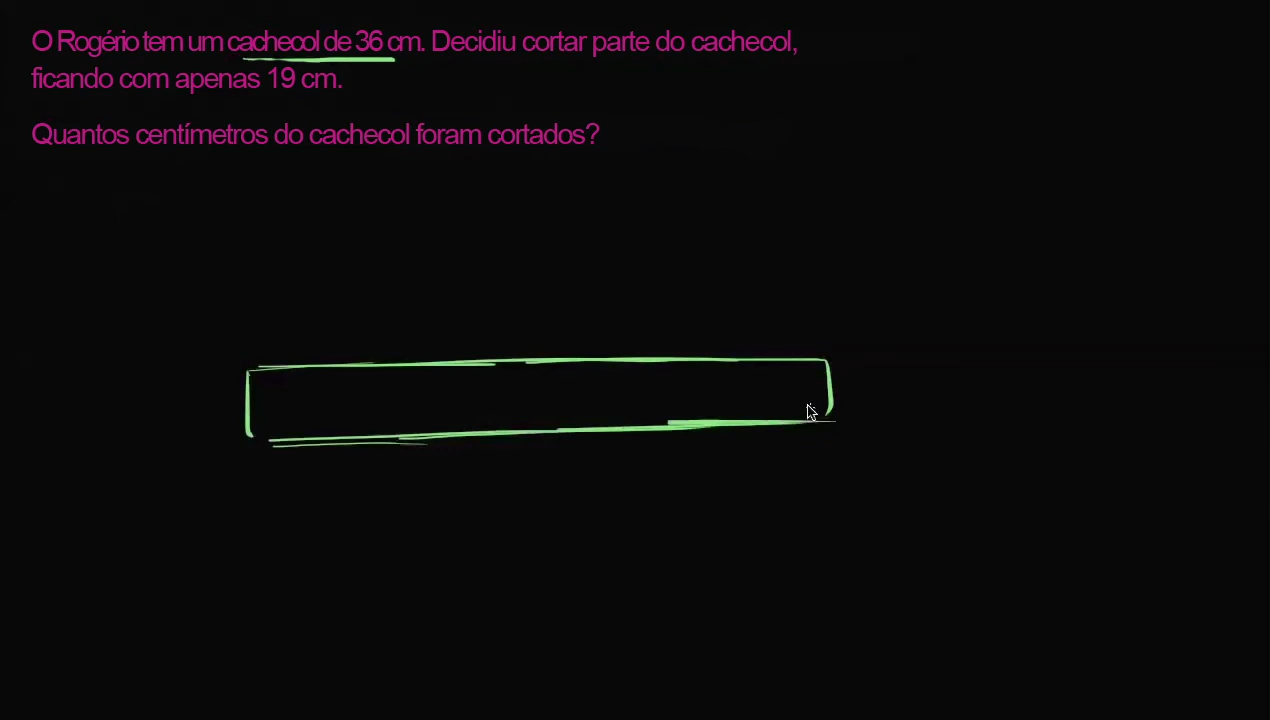 O Rogério tem um cachecol de 36 cm. Decidiu cortar parte do cachecol,
ficando com apenas 19 cm.
Quantos centímetros do cachecol foram cortados?